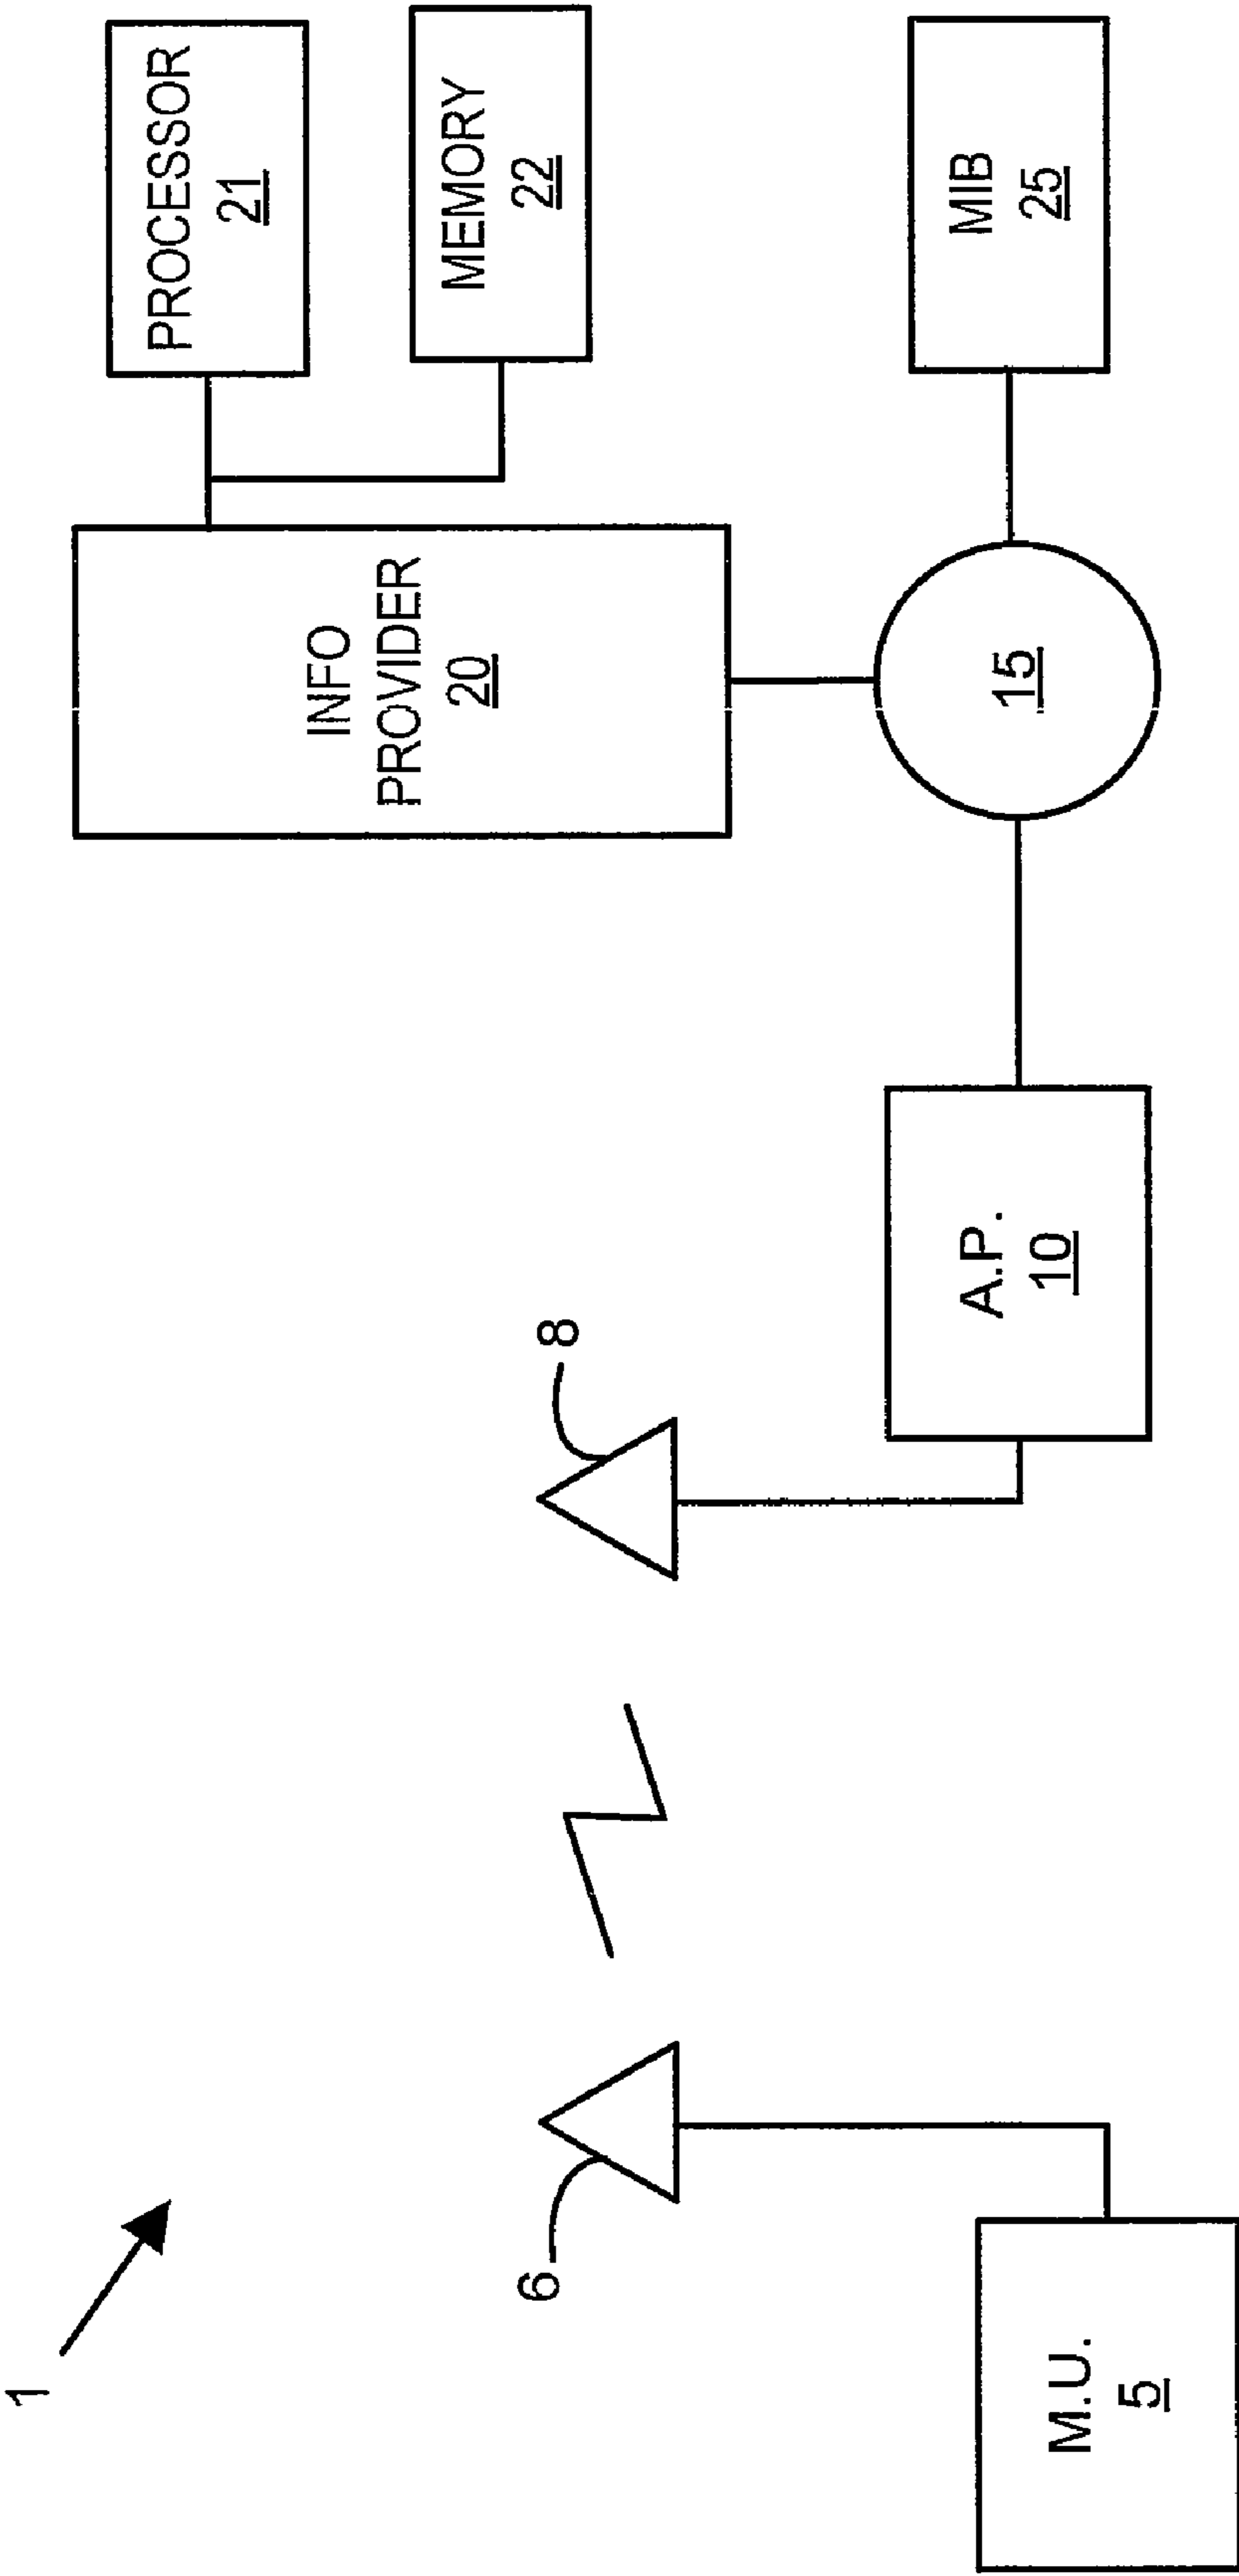 1
PROCESSOR
21
MEMORY
22
INFO
PROVIDER
20
6
8
M.U.
5
A.P.
10
15
MIB
25